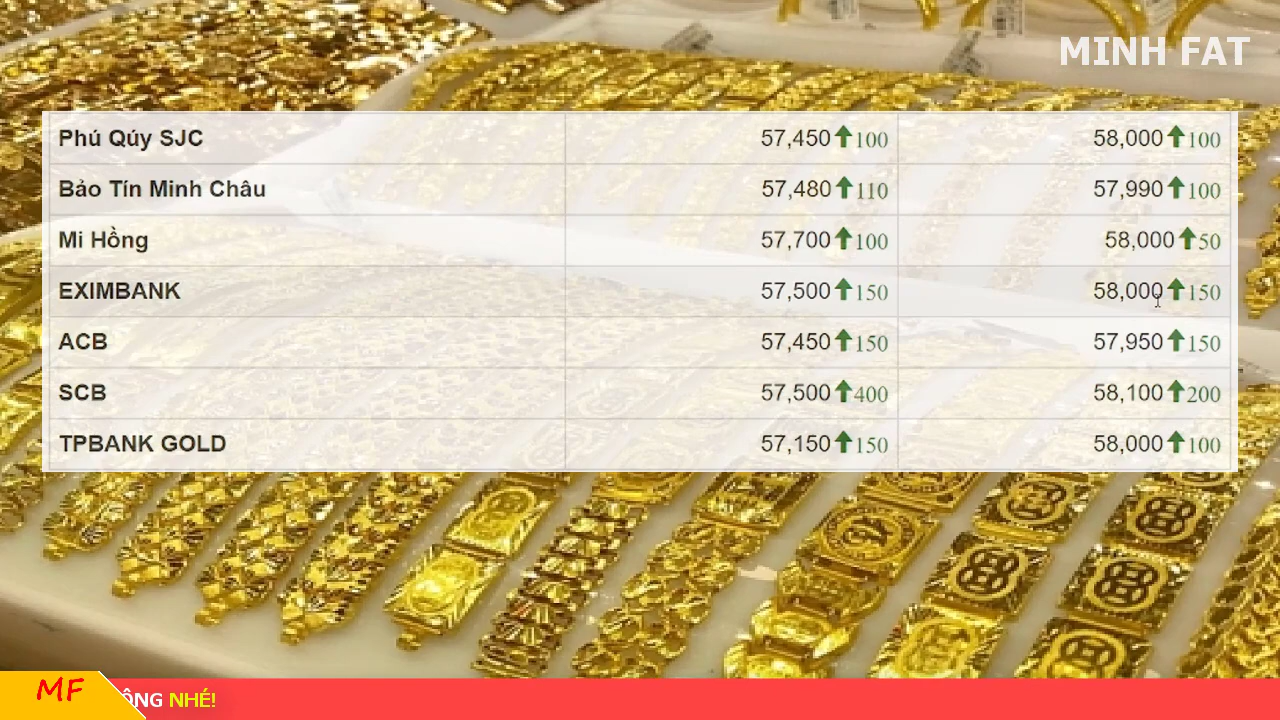 MINH FAT
Phú Qúy SJC 57,450 100 58,000 100
Bảo Tín Minh Châu 57,480 110 57,990 100
Mi Hồng 57,700 100 58,000 50
EXIMBANK 57,500 150 58,000 150
ACB 57,450 150 57,950 150
SCB 57,500 400 58,100 200
TPBANK GOLD 57,150 150 58,000 100
MF NHÉ!